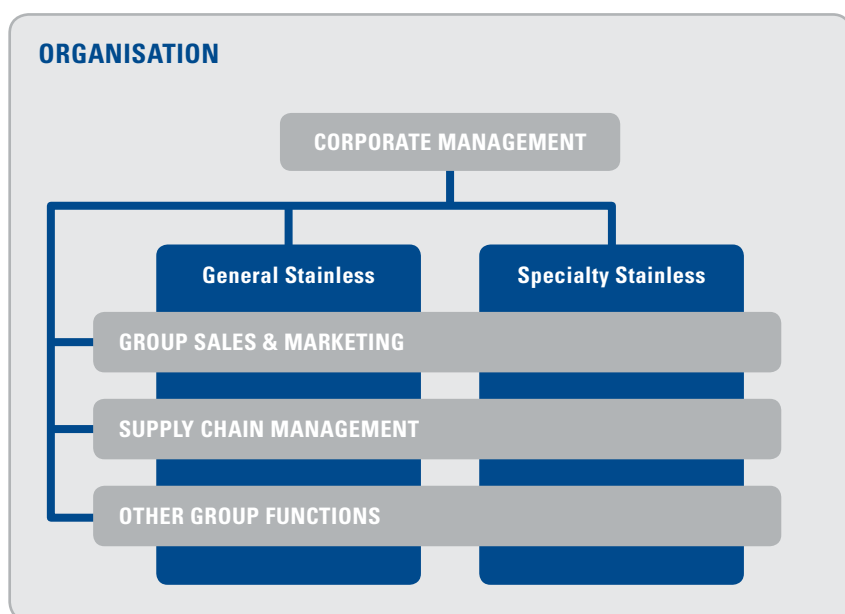 ORGANISATION
CORPORATE MANAGEMENT
General Stainless
Specialty Stainless
GROUP SALES & MARKETING
SUPPLY CHAIN MANAGEMENT
OTHER GROUP FUNCTIONS